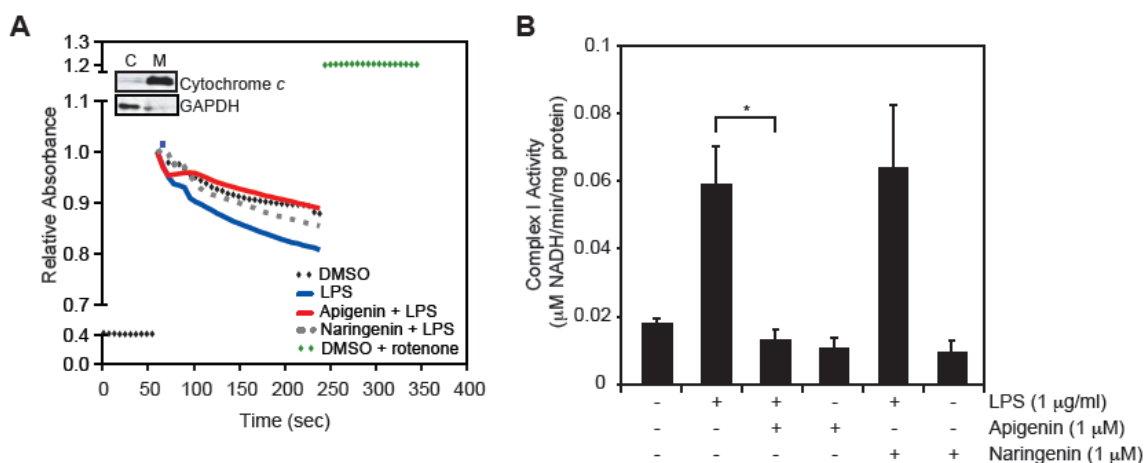 A
1.3
1.2
1.1
1.0
0.9
0.8
0.7
0.4
0.0
Relative Absorbance
C M
Cytochrome c
GAPDH
DMSO
LPS
Apigenin + LPS
Naringenin + LPS
DMSO + rotenone
0 50 100 150 200 250 300 350 400
Time (sec)
B
0.1
0.08
0.06
0.04
0.02
0
Complex I Activity
(μM NADH/min/mg protein)
*
- + + - + - LPS (1 μg/ml)
- - + + - - Apigenin (1 μM)
- - - - + + Naringenin (1 μM)